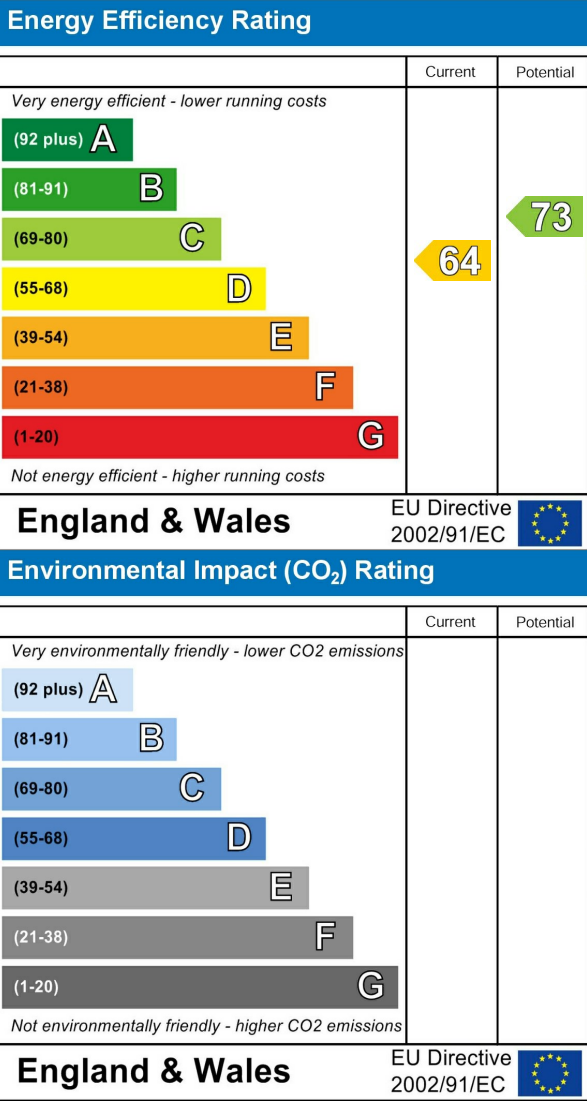 Energy Efficiency Rating
Current Potential
Very energy efficient - lower running costs
(92 plus) A
(81-91) B
(69-80) C
(55-68) D
(39-54) E
(21-38) F
(1-20) G
64
73
Not energy efficient - higher running costs
England & Wales
EU Directive
2002/91/EC
Environmental Impact (CO₂) Rating
Current Potential
Very environmentally friendly - lower CO2 emissions
(92 plus) A
(81-91) B
(69-80) C
(55-68) D
(39-54) E
(21-38) F
(1-20) G
Not environmentally friendly - higher CO2 emissions
England & Wales
EU Directive
2002/91/EC